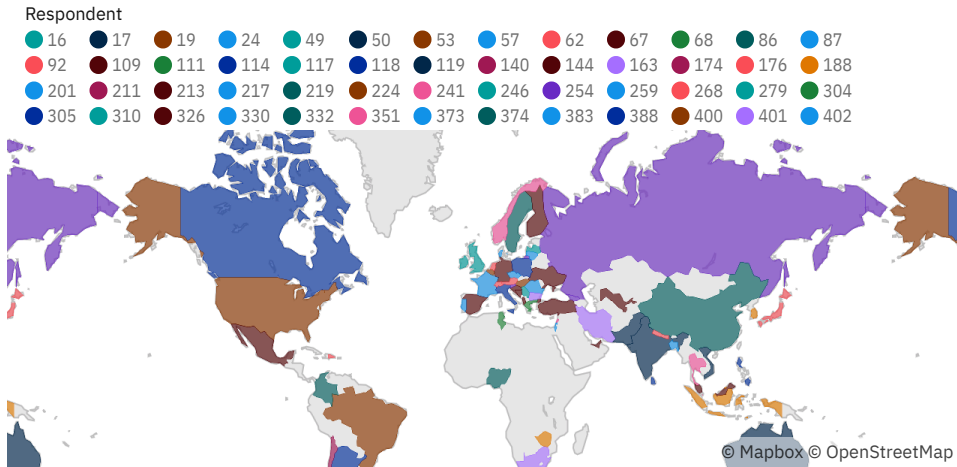 Respondent
16 17 19 24 49 50 53 57 62 67 68 86 87
92 109 111 114 117 118 119 140 144 163 174 176 188
201 211 213 217 219 224 241 246 254 259 268 279 304
305 310 326 330 332 351 373 374 383 388 400 401 402
© Mapbox © OpenStreetMap